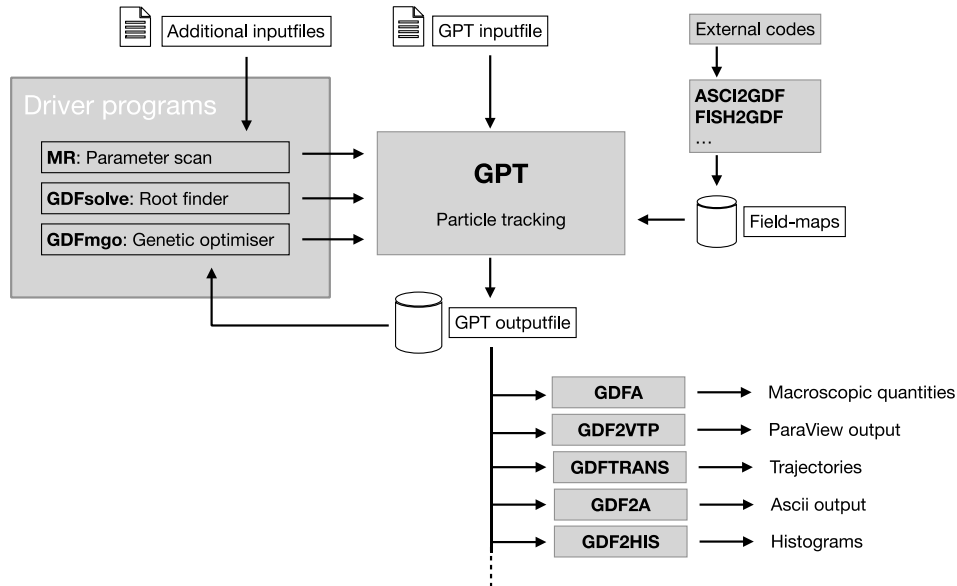 Additional inputfiles
GPT inputfile
External codes
Driver programs
ASCI2GDF
FISH2GDF
...
MR: Parameter scan
GDFsolve: Root finder
GDFmgo: Genetic optimiser
GPT
Particle tracking
Field-maps
GPT outputfile
GDFA
Macroscopic quantities
GDF2VTP
ParaView output
GDFTRANS
Trajectories
GDF2A
Ascii output
GDF2HIS
Histograms